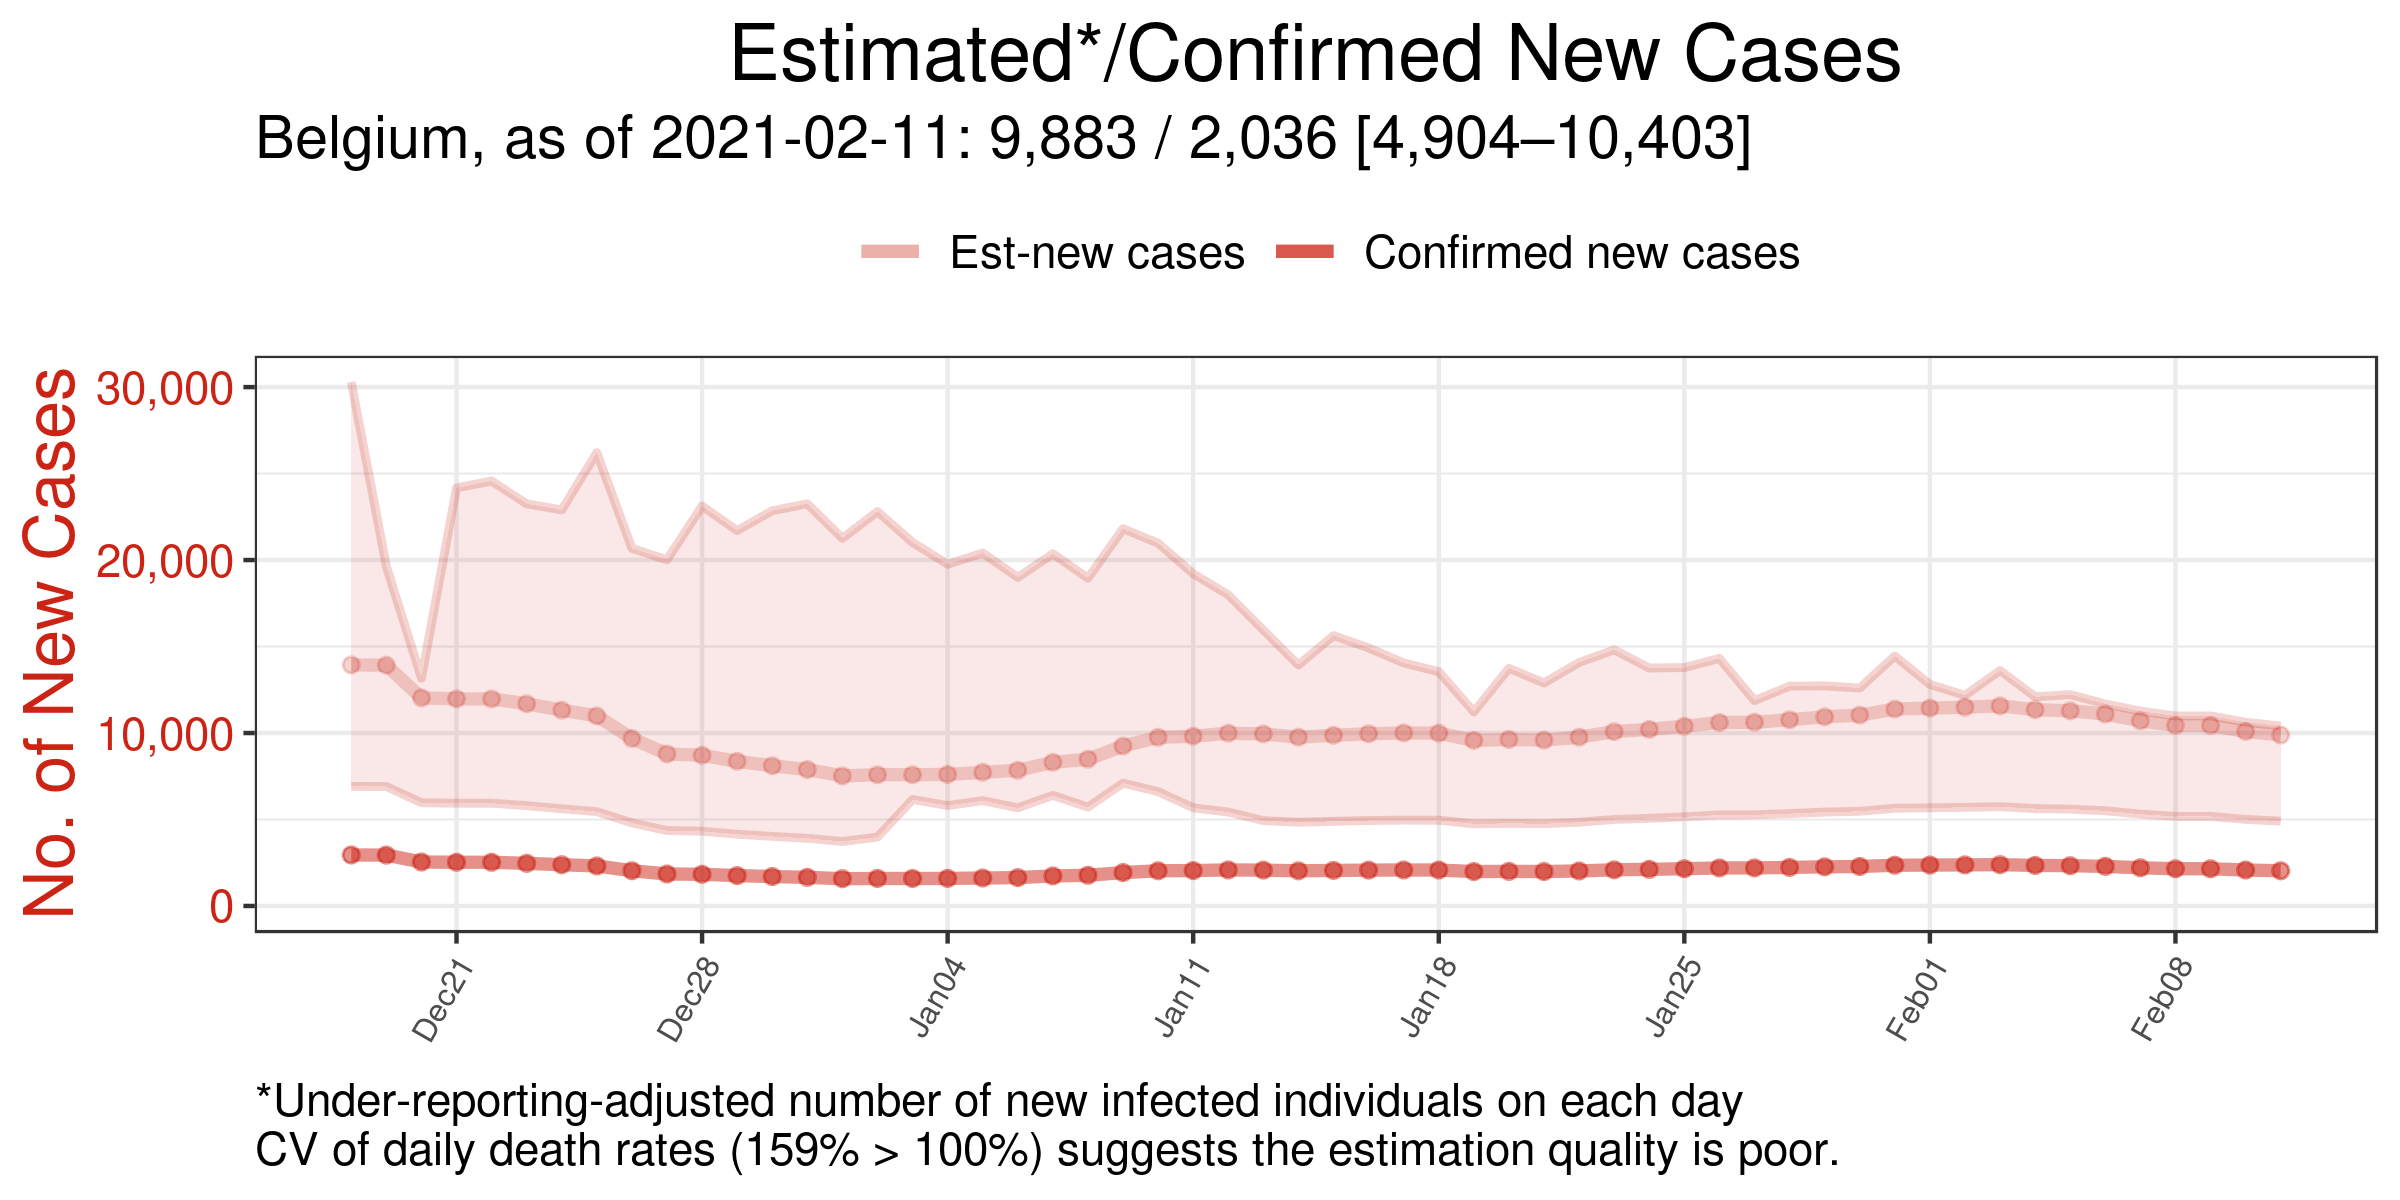 Estimated*/Confirmed New Cases
Belgium, as of 2021-02-11: 9,883 / 2,036 [4,904–10,403]
Est-new cases
Confirmed new cases
No. of New Cases
30,000
20,000
10,000
0
Dec21
Dec28
Jan04
Jan11
Jan18
Jan25
Feb01
Feb08
*Under-reporting-adjusted number of new infected individuals on each day
CV of daily death rates (159% > 100%) suggests the estimation quality is poor.